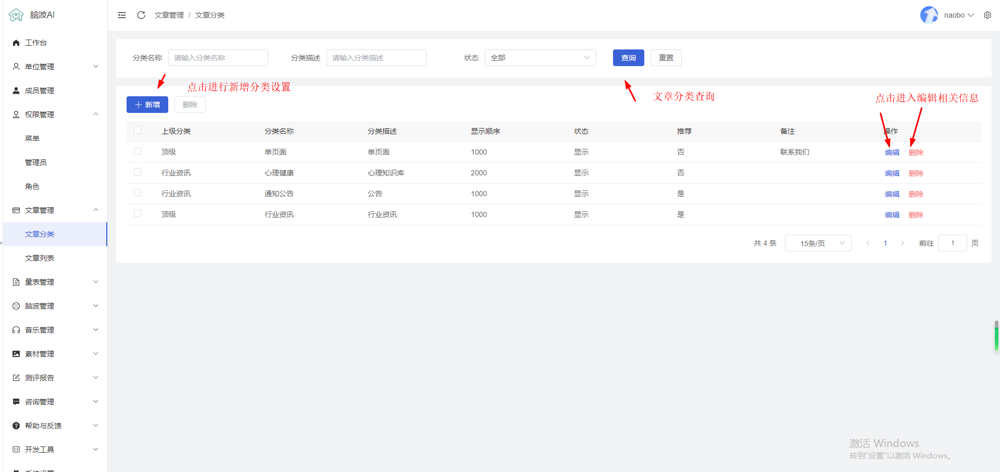 脑波AI
文章管理 / 文章分类
naobo
工作台
单位管理
成员管理
权限管理
菜单
管理员
角色
文章管理
文章分类
文章列表
量表管理
脑波管理
音乐管理
素材管理
测评报告
咨询管理
帮助与反馈
开发工具
分类名称 请输入分类名称 分类描述 请输入分类描述 状态 全部 查询 重置
点击进行新增分类设置
文章分类查询
点击进入编辑相关信息
新增 删除
上级分类 分类名称 分类描述 显示顺序 状态 推荐 备注 操作
顶级 单页面 单页面 1000 显示 否 联系我们 编辑 删除
行业资讯 心理健康 心理知识库 2000 显示 否 编辑 删除
行业资讯 通知公告 公告 1000 显示 是 编辑 删除
顶级 行业资讯 行业资讯 1000 显示 是 编辑 删除
共 4 条 15条/页 1 前往 1 页
激活 Windows
转到“设置”以激活 Windows。